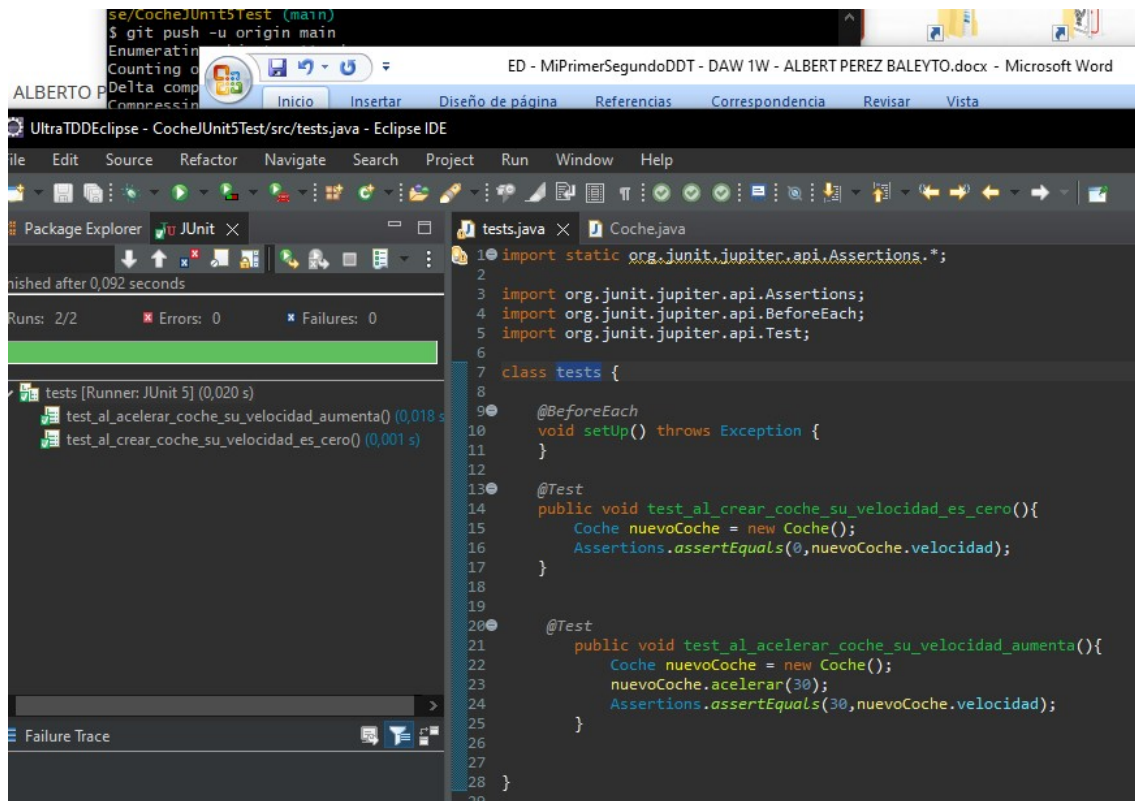 se/CocheJUnit5Test (main)
$ git push -u origin main
Enumeratin
Counting o
Delta comp
Compressin
ALBERTO P
ED - MiPrimerSegundoDDT - DAW 1W - ALBERT PEREZ BALEYTO.docx - Microsoft Word
Inicio Insertar Diseño de página Referencias Correspondencia Revisar Vista
UltraTDDEclipse - CocheJUnit5Test/src/tests.java - Eclipse IDE
ile Edit Source Refactor Navigate Search Project Run Window Help
Package Explorer JUnit
nished after 0,092 seconds
Runs: 2/2 Errors: 0 Failures: 0
tests [Runner: JUnit 5] (0,020 s)
test_al_acelerar_coche_su_velocidad_aumenta() (0,018 s
test_al_crear_coche_su_velocidad_es_cero() (0,001 s)
Failure Trace
tests.java Coche.java
1 import static org.junit.jupiter.api.Assertions.*;
2
3 import org.junit.jupiter.api.Assertions;
4 import org.junit.jupiter.api.BeforeEach;
5 import org.junit.jupiter.api.Test;
6
7 class tests {
8
9 @BeforeEach
10 void setUp() throws Exception {
11 }
12
13 @Test
14 public void test_al_crear_coche_su_velocidad_es_cero(){
15 Coche nuevoCoche = new Coche();
16 Assertions.assertEquals(0,nuevoCoche.velocidad);
17 }
18
19
20 @Test
21 public void test_al_acelerar_coche_su_velocidad_aumenta(){
22 Coche nuevoCoche = new Coche();
23 nuevoCoche.acelerar(30);
24 Assertions.assertEquals(30,nuevoCoche.velocidad);
25 }
26
27
28 }
29